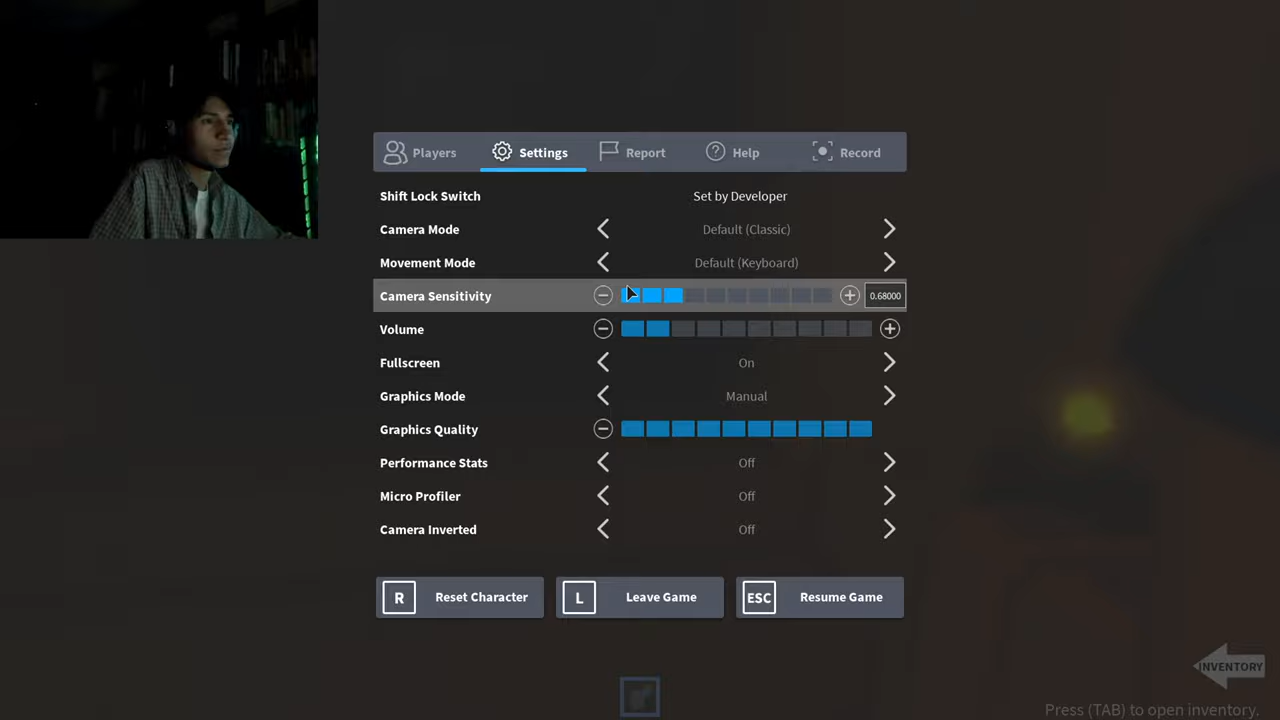 Players Settings Report Help Record
Shift Lock Switch Set by Developer
Camera Mode Default (Classic)
Movement Mode Default (Keyboard)
Camera Sensitivity 0.68000
Volume
Fullscreen On
Graphics Mode Manual
Graphics Quality
Performance Stats Off
Micro Profiler Off
Camera Inverted Off
R Reset Character L Leave Game ESC Resume Game
INVENTORY
Press (TAB) to open inventory.